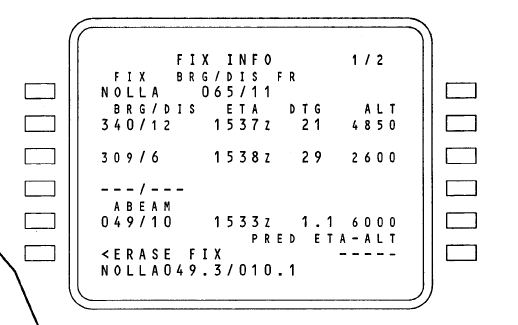 FIX INFO 1/2
FIX BRG/DIS FR
NOLLA 065/11
BRG/DIS ETA DTG ALT
340/12 1537z 21 4850
309/6 1538z 29 2600
---/---
ABEAM
049/10 1533z 1.1 6000
PRED ETA-ALT
<ERASE FIX -----
NOLLA049.3/010.1